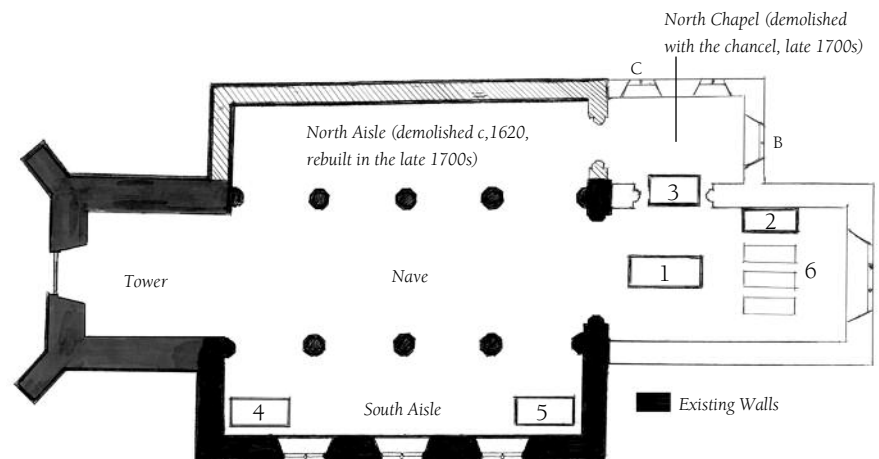 North Chapel (demolished
with the chancel, late 1700s)
C
North Aisle (demolished c,1620,
rebuilt in the late 1700s)
B
3
2
Tower
Nave
1
6
4
South Aisle
5
Existing Walls